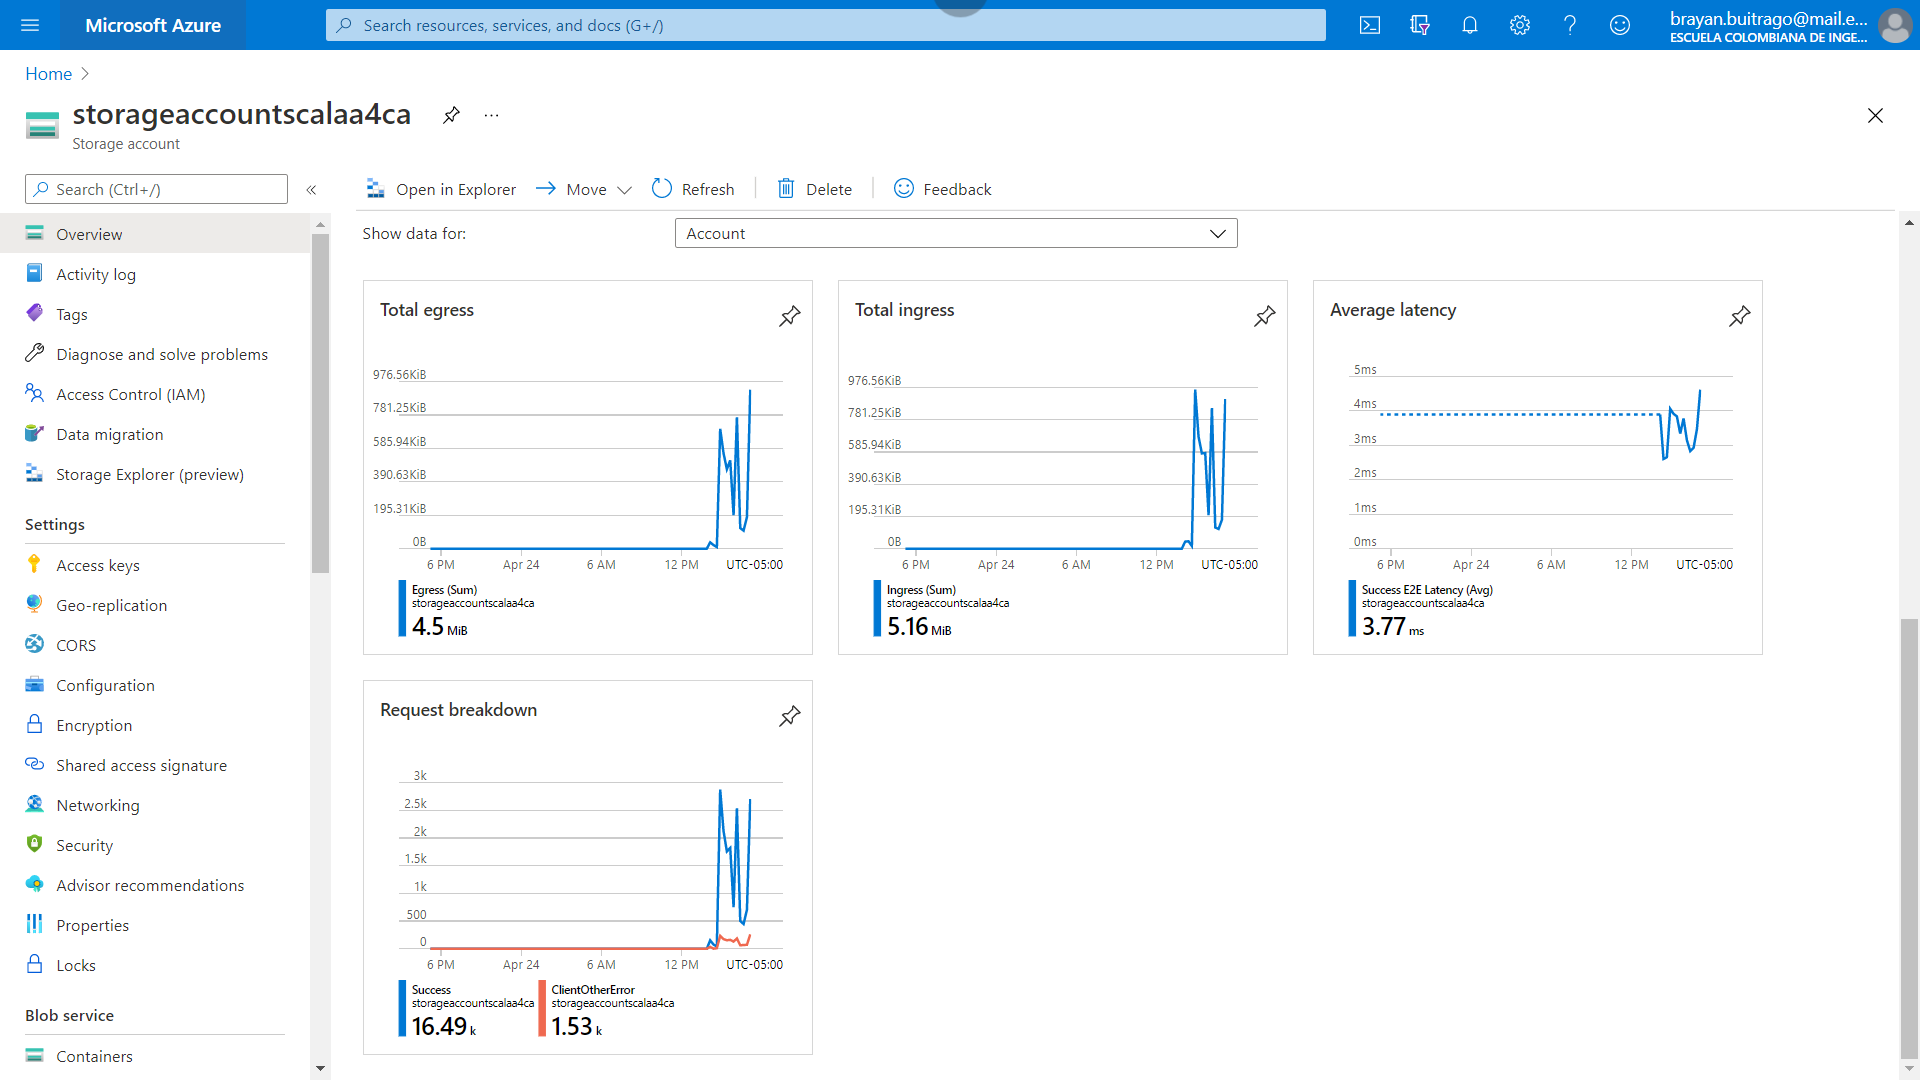 Microsoft Azure
Search resources, services, and docs (G+/)
brayan.buitrago@mail.e...
ESCUELA COLOMBIANA DE INGE...
Home
storageaccountscalaa4ca
...
Storage account
Search (Ctrl+/)
«
Open in Explorer
Move
Refresh
Delete
Feedback
Overview
Activity log
Tags
Diagnose and solve problems
Access Control (IAM)
Data migration
Storage Explorer (preview)
Settings
Access keys
Geo-replication
CORS
Configuration
Encryption
Shared access signature
Networking
Security
Advisor recommendations
Properties
Locks
Blob service
Containers
Show data for:
Account
Total egress
976.56KiB
781.25KiB
585.94KiB
390.63KiB
195.31KiB
0B
6 PM Apr 24 6 AM 12 PM UTC-05:00
Egress (Sum)
storageaccountscalaa4ca
4.5 MiB
Total ingress
976.56KiB
781.25KiB
585.94KiB
390.63KiB
195.31KiB
0B
6 PM Apr 24 6 AM 12 PM UTC-05:00
Ingress (Sum)
storageaccountscalaa4ca
5.16 MiB
Average latency
5ms
4ms
3ms
2ms
1ms
0ms
6 PM Apr 24 6 AM 12 PM UTC-05:00
Success E2E Latency (Avg)
storageaccountscalaa4ca
3.77 ms
Request breakdown
3k
2.5k
2k
1.5k
1k
500
0
6 PM Apr 24 6 AM 12 PM UTC-05:00
Success
storageaccountscalaa4ca
16.49 k
ClientOtherError
storageaccountscalaa4ca
1.53 k